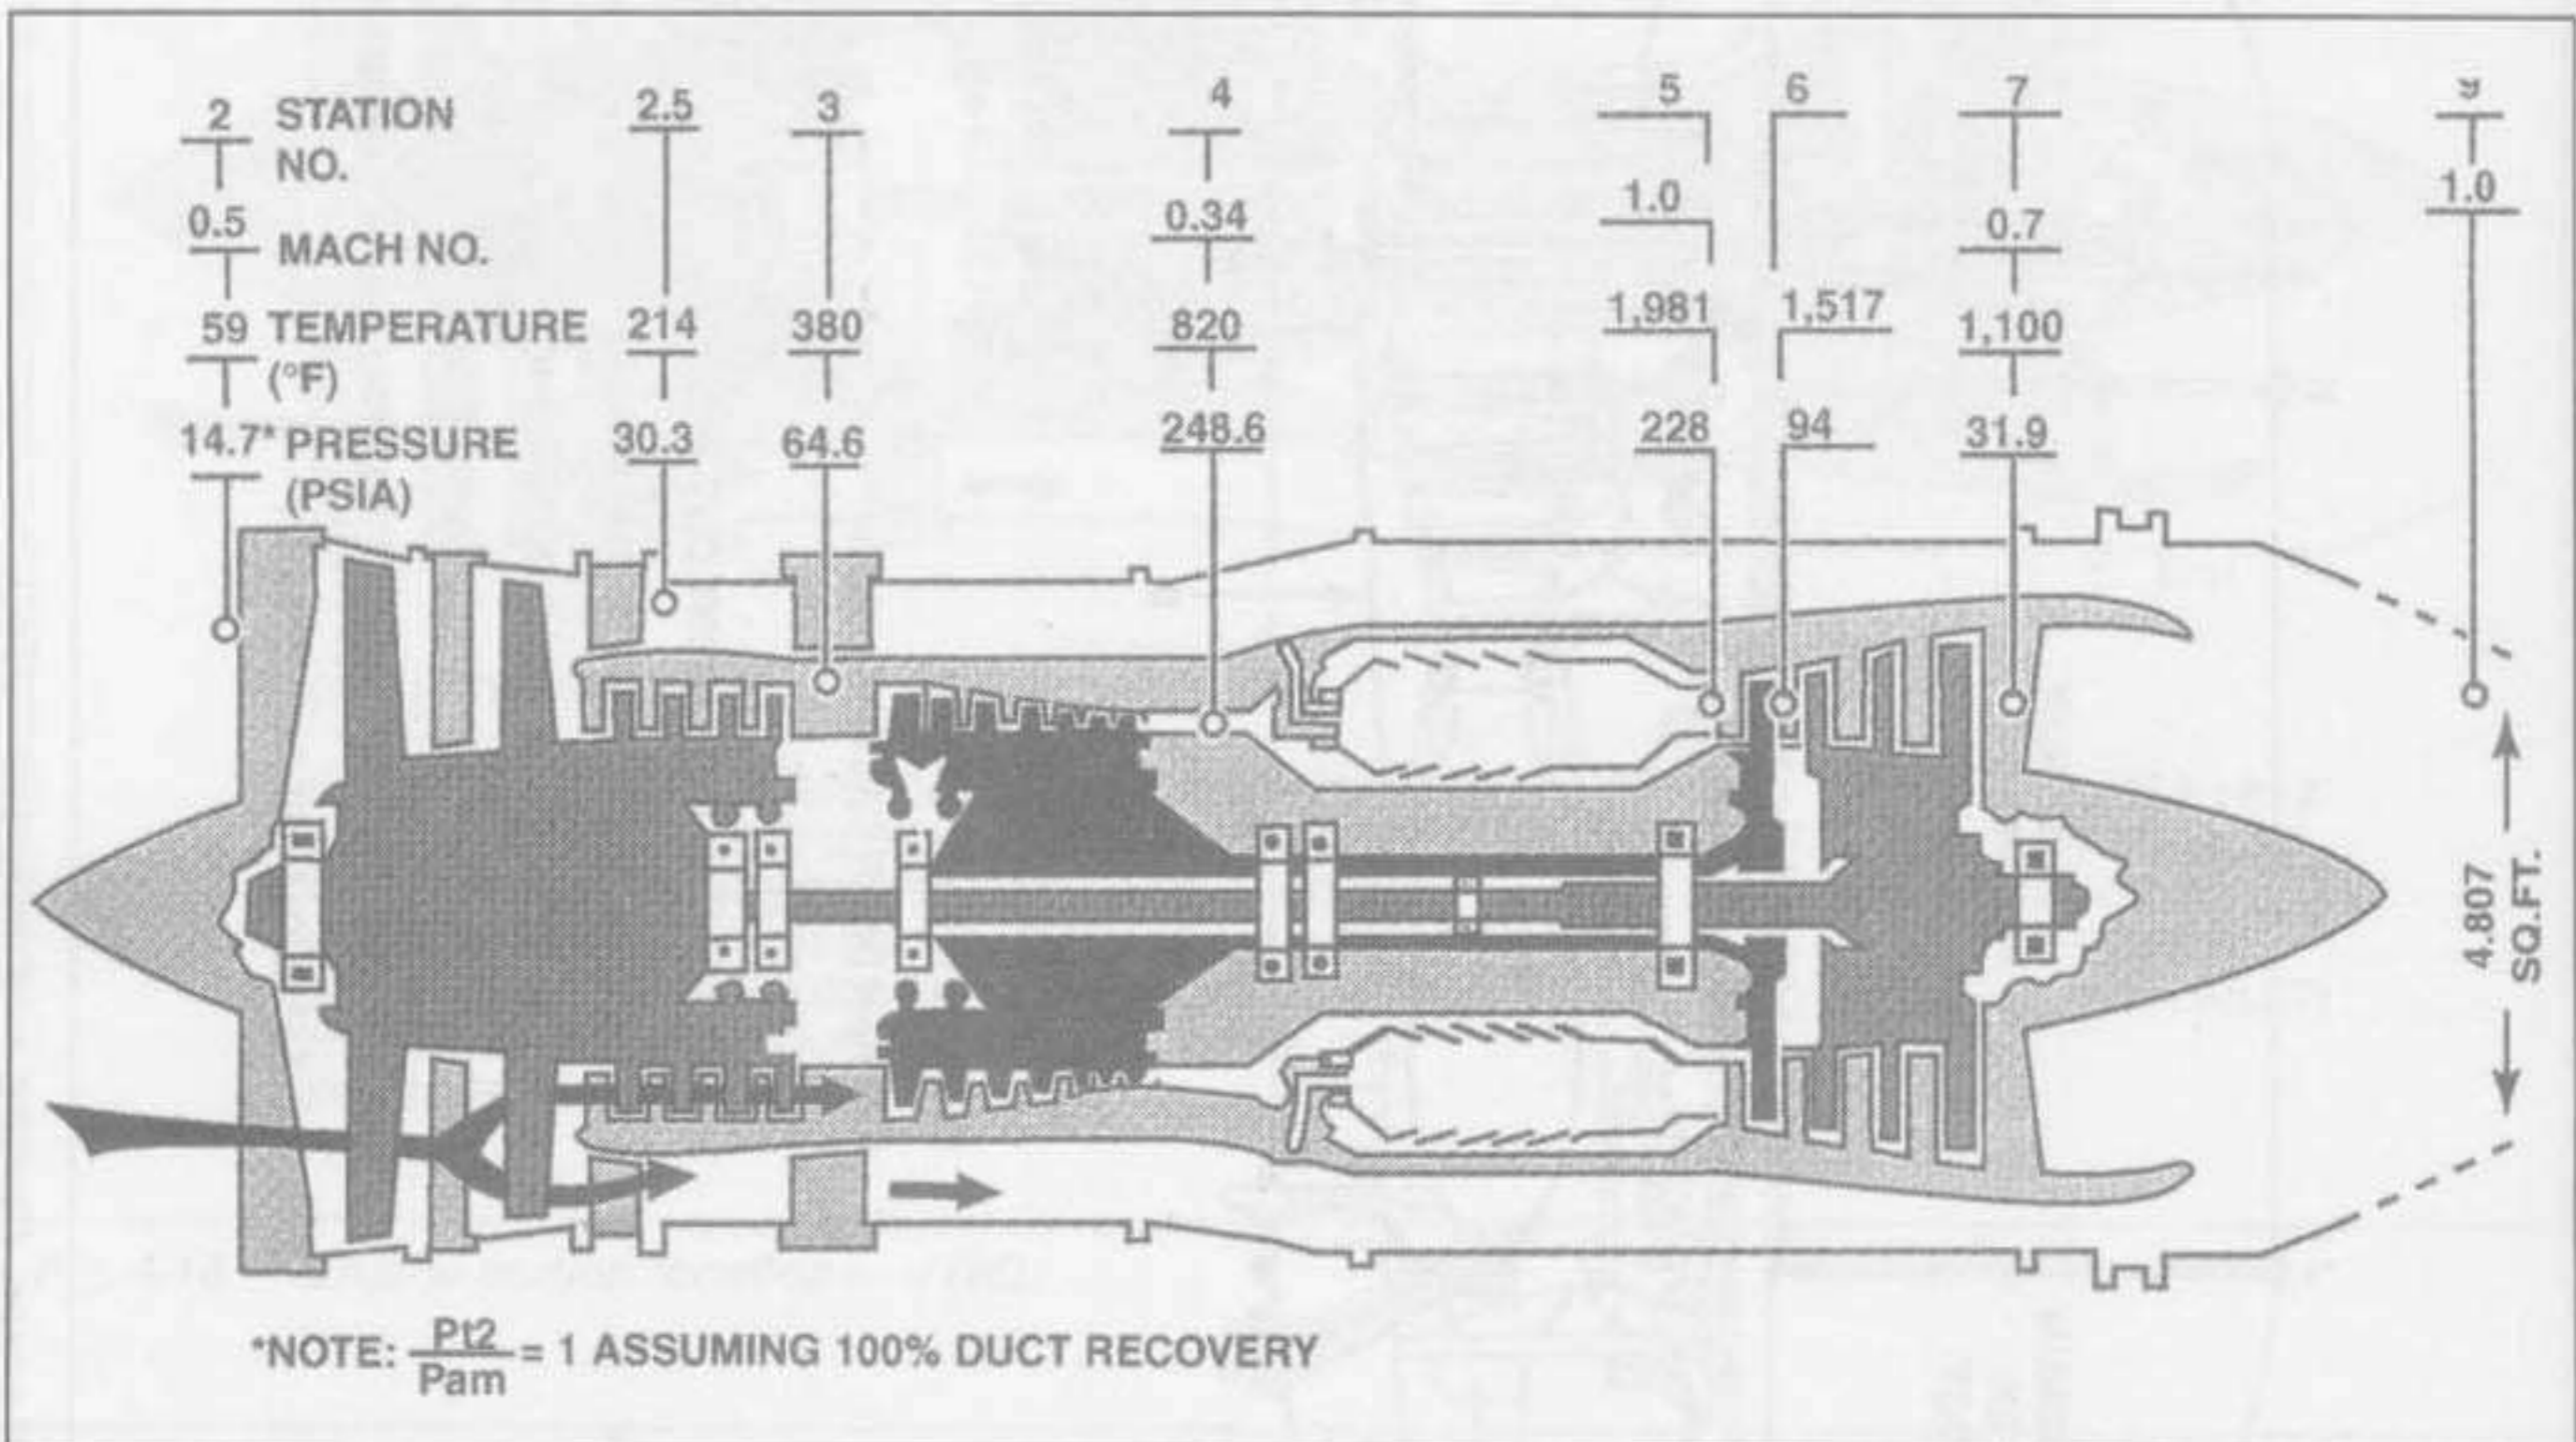 2 STATION NO. 2.5 3 4 5 6 7 9
0.5 MACH NO. 0.34 1.0 0.7 1.0
59 TEMPERATURE (°F) 214 380 820 1,981 1,517 1,100
14.7* PRESSURE (PSIA) 30.3 64.6 248.6 228 94 31.9
4.807
SQ.FT.
*NOTE: Pt2/Pam = 1 ASSUMING 100% DUCT RECOVERY